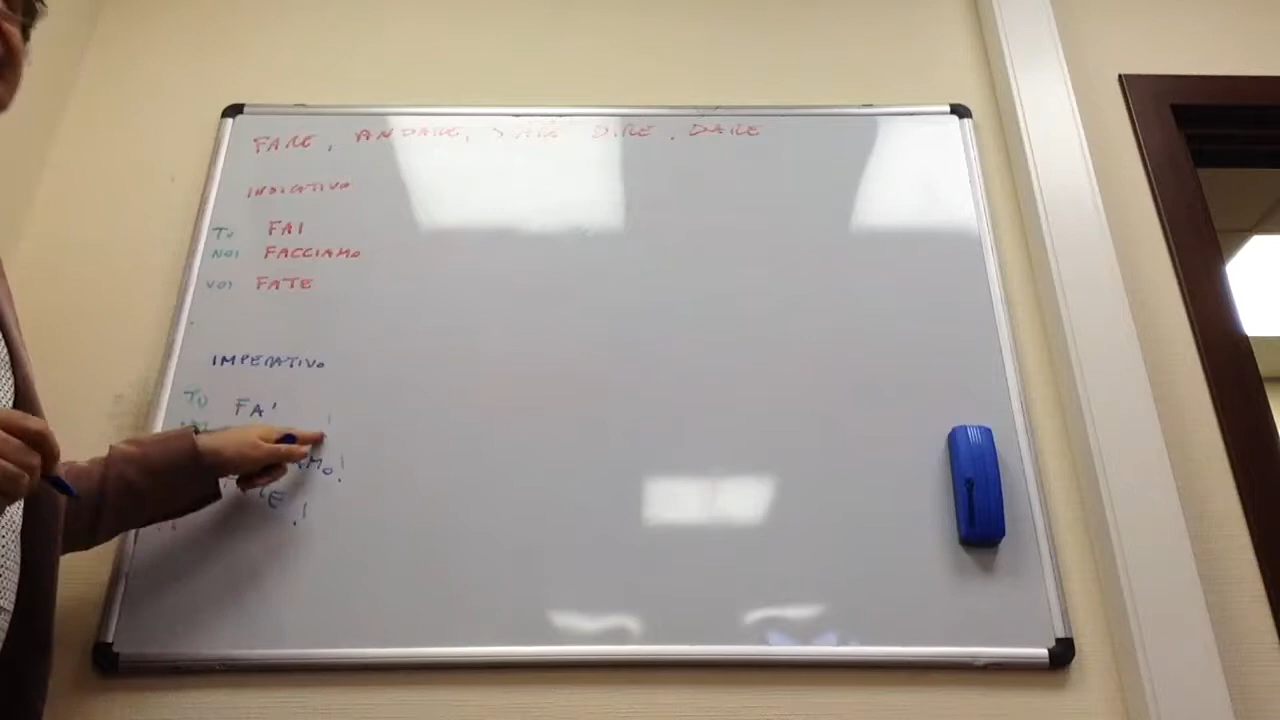 FARE, ANDARE, DIRE, DARE
INDICATIVO
TU FAI
NOI FACCIAMO
VOI FATE
IMPERATIVO
TU FA'